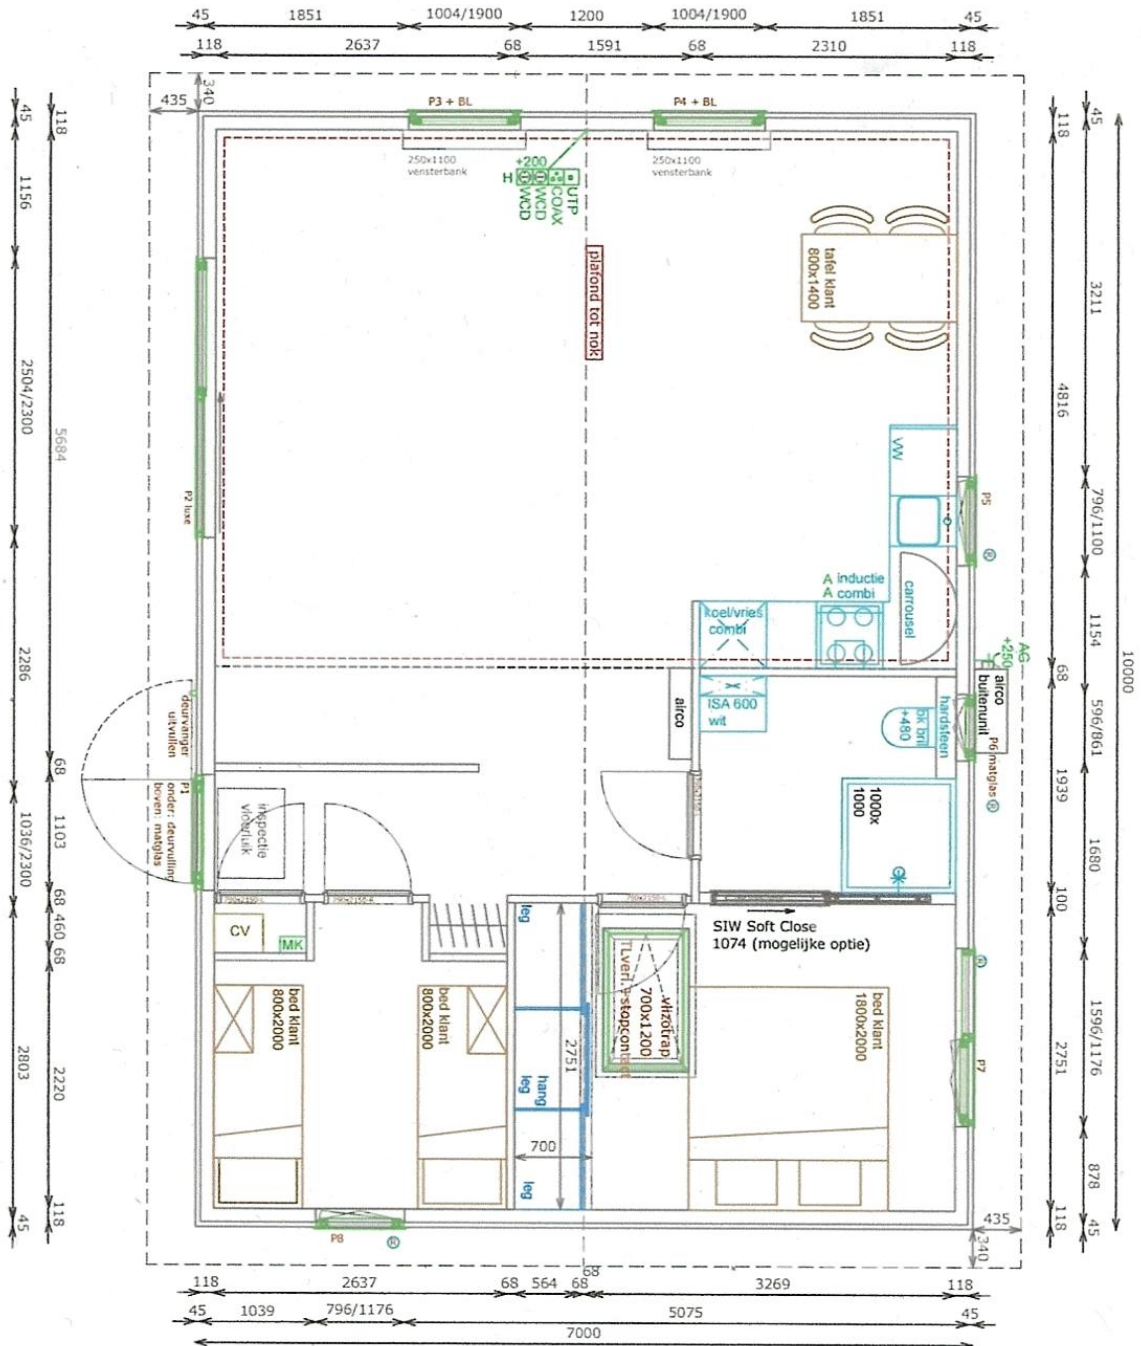 45 1851 1004/1900 1200 1004/1900 1851 45
118 2637 68 1591 68 2310 118
340
435
P3 + BL
P4 + BL
250x1100
vensterbank
250x1100
vensterbank
+200
H
WCD
WCD
COAX
UTP
plafond tot nok
tafel klant
800x1400
45
1156
2504/2300
2286
1036/2300
2803
45
118
5684
68
1103
68
460
68
2220
118
118
4816
68
1939
100
2751
118
45
3211
796/1100
1154
596/861
1680
1596/1176
878
45
10000
P2 luxe
VW
P5
R
A inductie
A combi
carrousel
koel/vries
combi
AG
+250
airco
buitenunit
ISA 600
wit
airco
hardsteen
bk bril
+480
P6 matglas R
deurvanger
uitvullen
P1
onder: deurvulling
boven: matglas
inspectie
vloerluik
1000x
1000
SIW Soft Close
1074 (mogelijke optie)
CV
MK
leg
vlizotrap
700x1200
TLverl.+stopcontact
bed klant
800x2000
bed klant
800x2000
bed klant
1800x2000
2751
hang
leg
700
leg
R
P7
P8
R
435
340
68
118 2637 68 564 68 3269 118
45 1039 796/1176 5075 45
7000